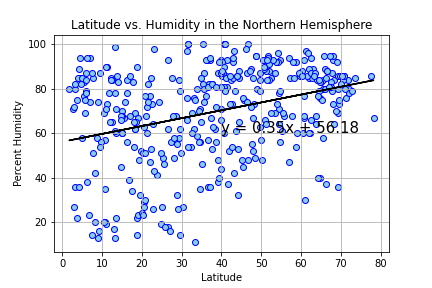 Latitude vs. Humidity in the Northern Hemisphere
100
80
60
40
20
Percent Humidity
y = 0.35x + 56.18
0 10 20 30 40 50 60 70 80
Latitude